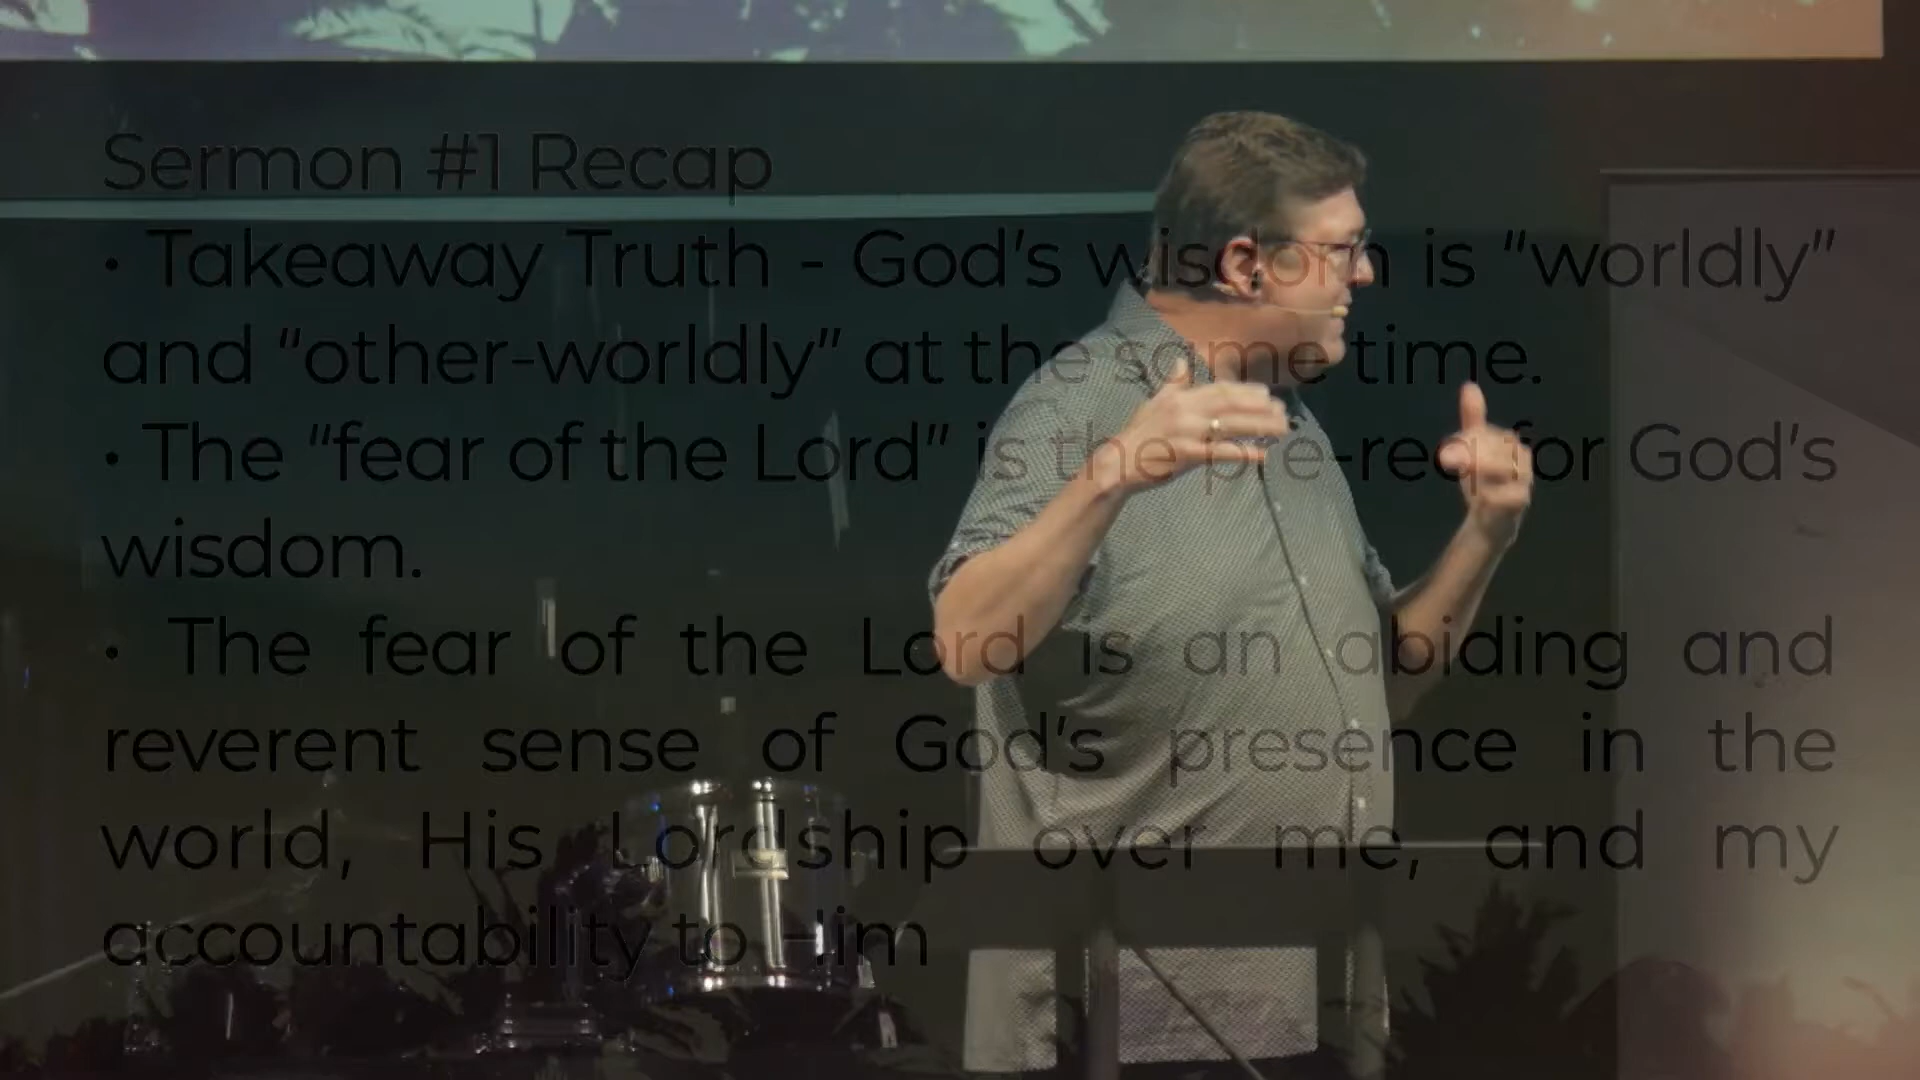 Sermon #1 Recap
• Takeaway Truth - God's wisdom is "worldly"
and "other-worldly" at the same time.
• The "fear of the Lord" is the pre-req for God's
wisdom.
• The fear of the Lord is an abiding and
reverent sense of God's presence in the
world, His Lordship over me, and my
accountability to Him